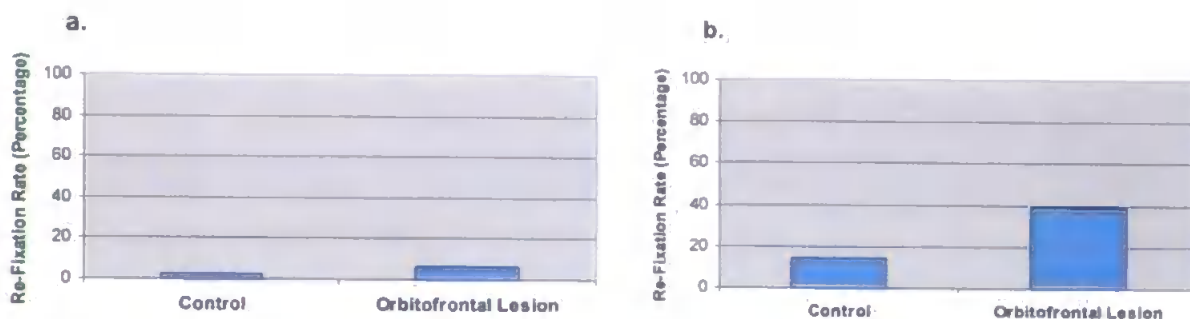 a.
Re-Fixation Rate (Percentage)
100
80
60
40
20
0
Control
Orbitofrontal Lesion
b.
Re-Fixation Rate (Percentage)
100
80
60
40
20
0
Control
Orbitofrontal Lesion